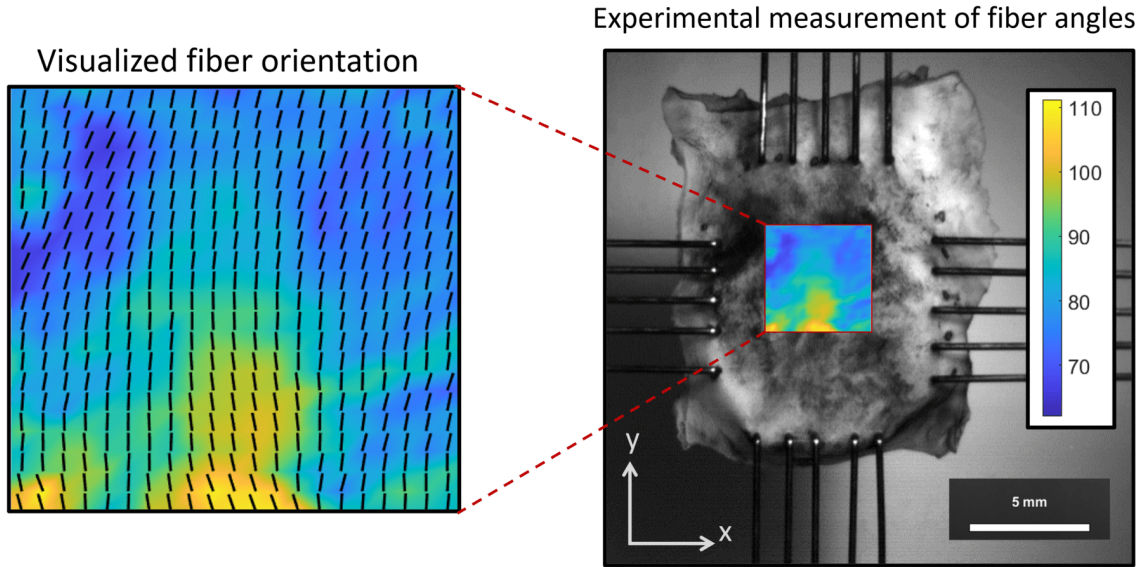 Experimental measurement of fiber angles
Visualized fiber orientation
110
100
90
80
70
y
x
5 mm